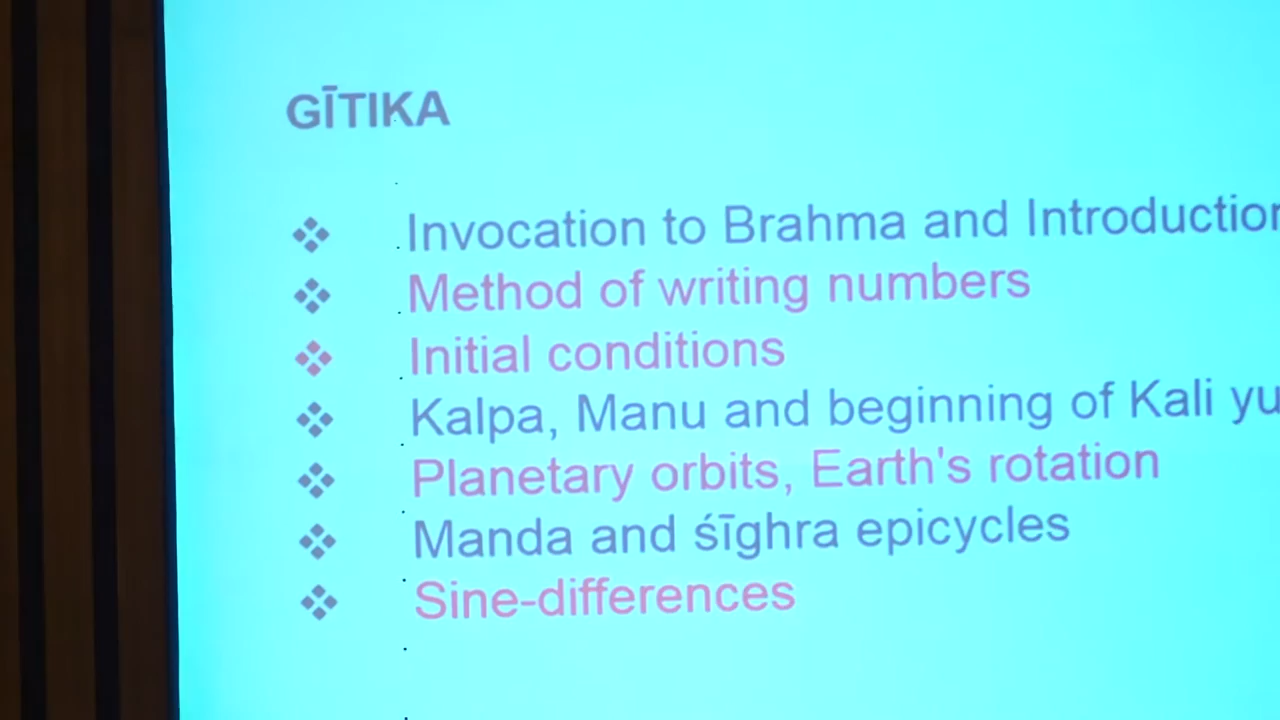 GĪTIKA
Invocation to Brahma and Introduction
Method of writing numbers
Initial conditions
Kalpa, Manu and beginning of Kali yu
Planetary orbits, Earth's rotation
Manda and śīghra epicycles
Sine-differences